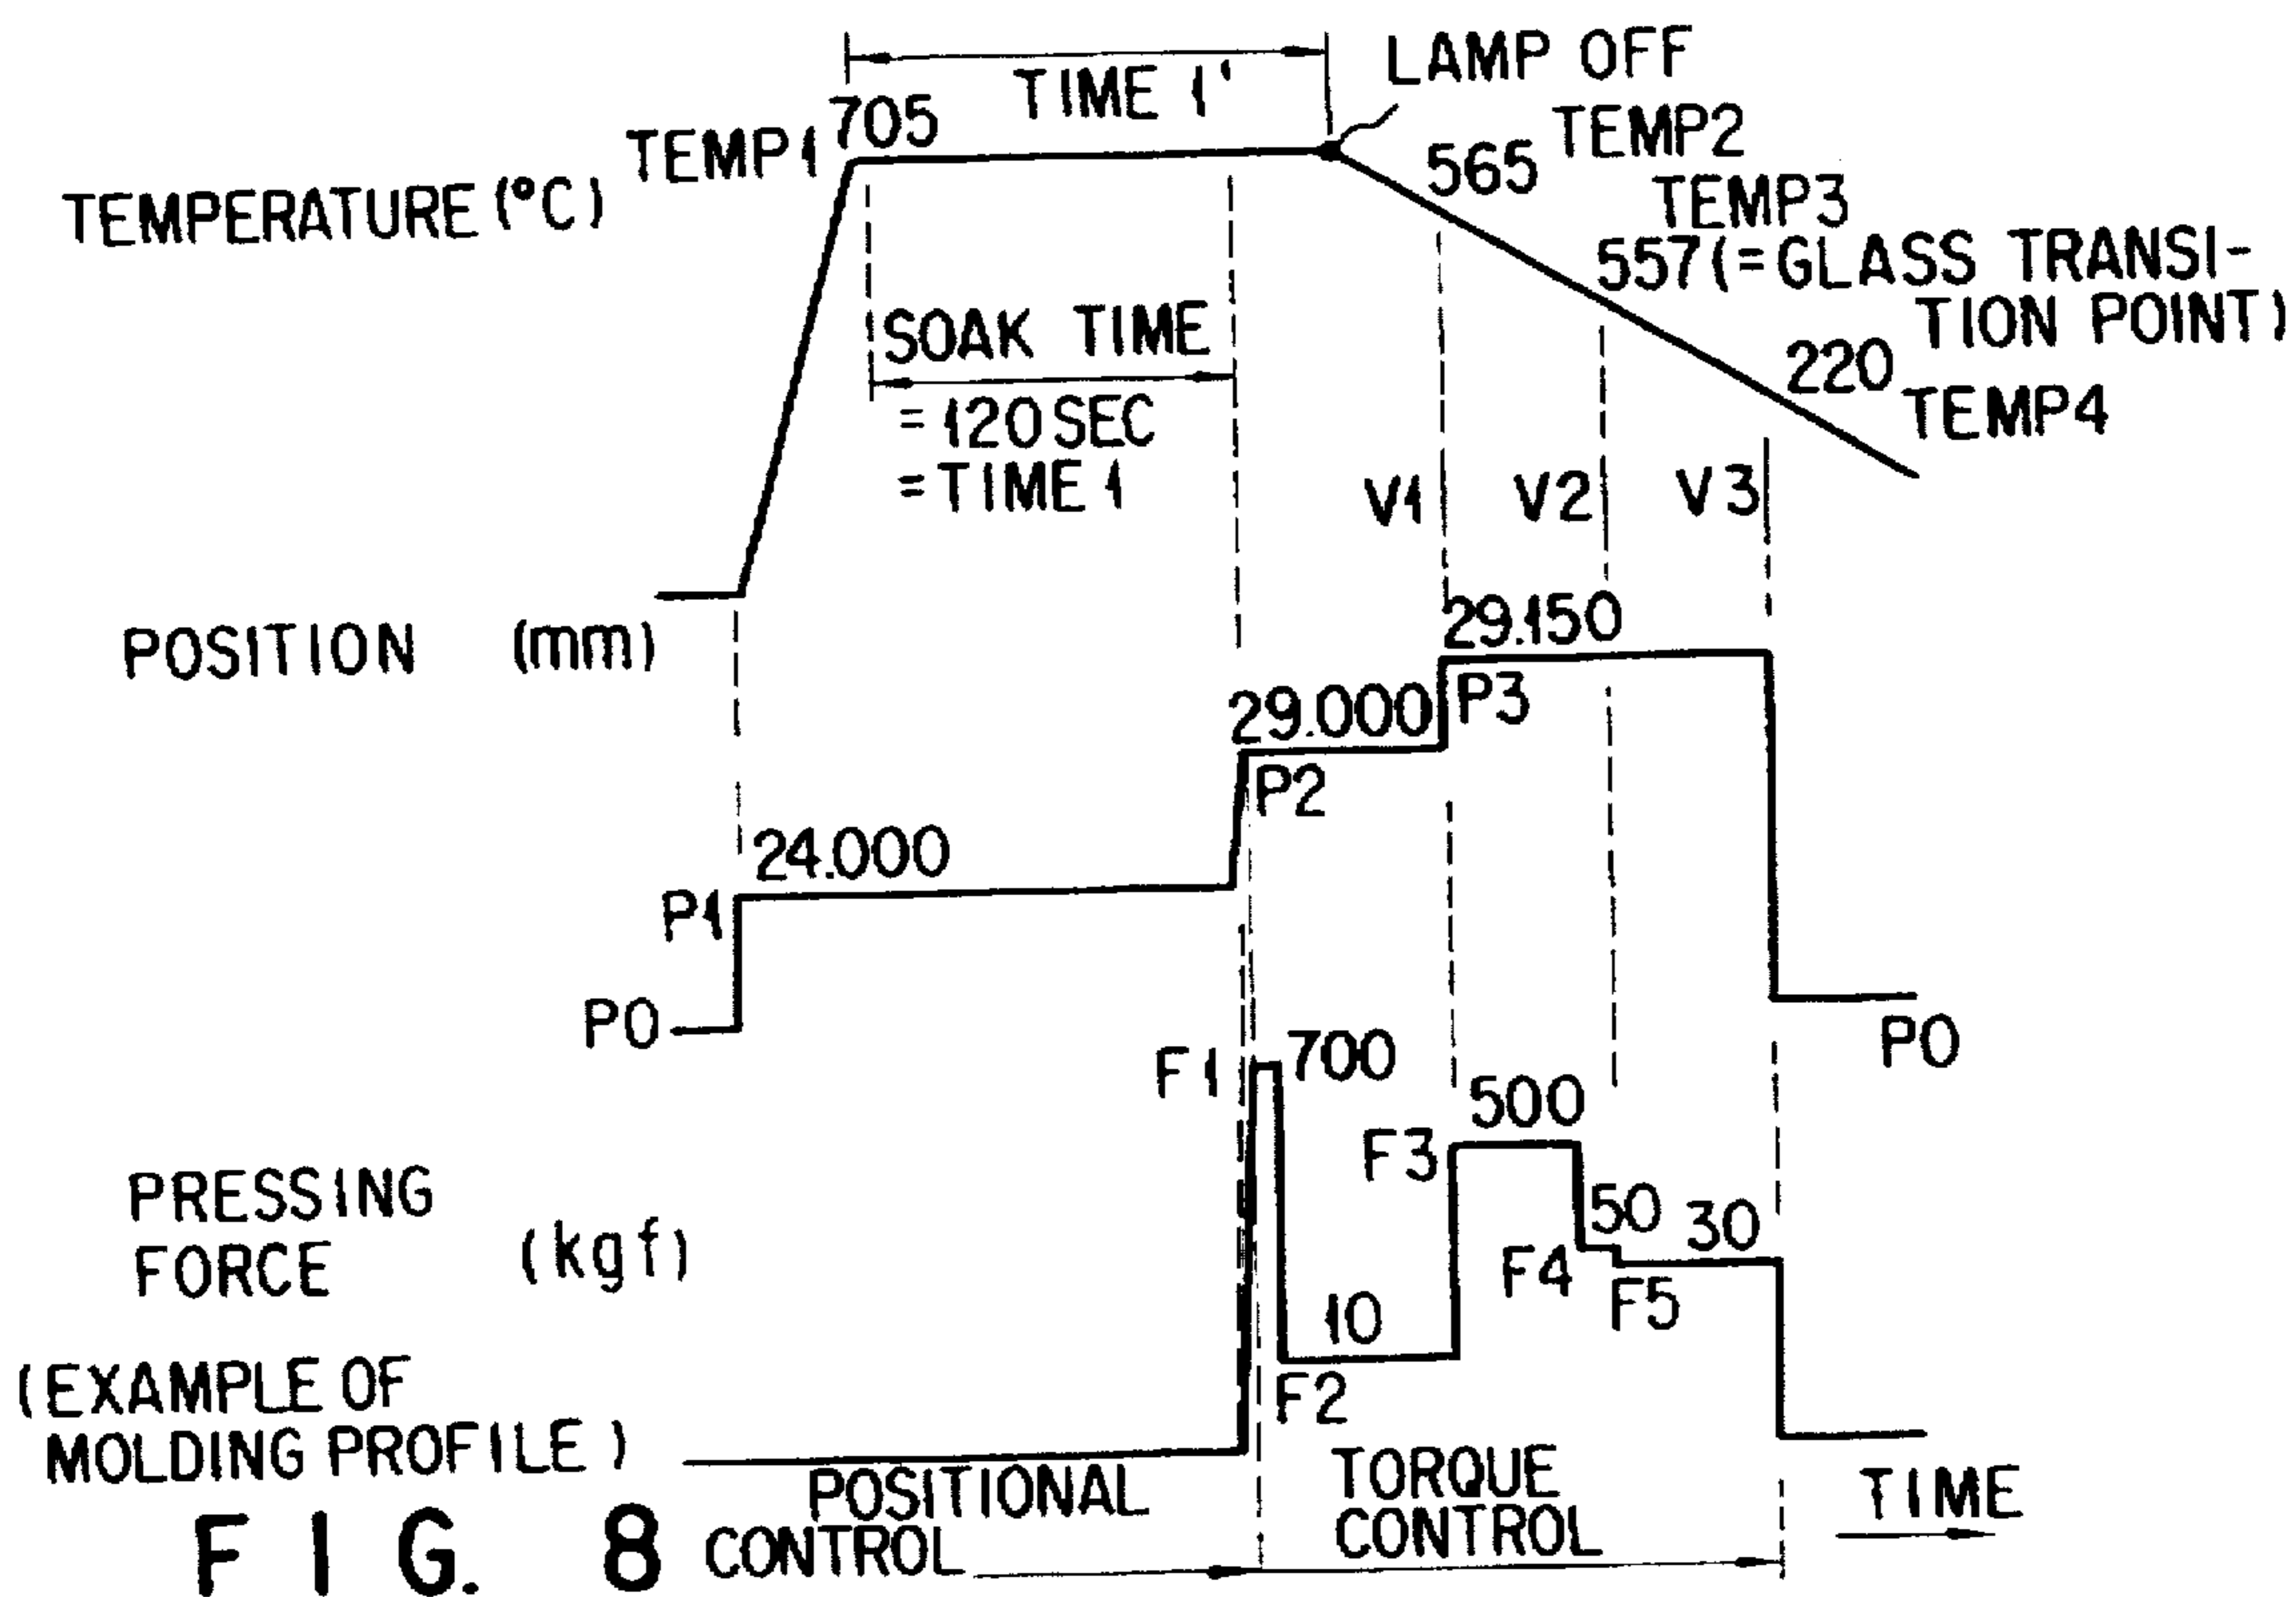 LAMP OFF
TIME 1'
TEMP1 705
565 TEMP2
TEMP3
TEMPERATURE (°C)
557 (=GLASS TRANSI-
TION POINT)
SOAK TIME
=120 SEC
=TIME 1
220 TEMP4
V1 V2 V3
POSITION (mm)
29.150
P3
29.000
P2
24.000
P1
P0
P0
F1 700
500
F3
PRESSING
FORCE (kgf)
50 30
F4 F5
10
F2
(EXAMPLE OF
MOLDING PROFILE)
POSITIONAL
CONTROL
TORQUE
CONTROL
TIME
FIG. 8